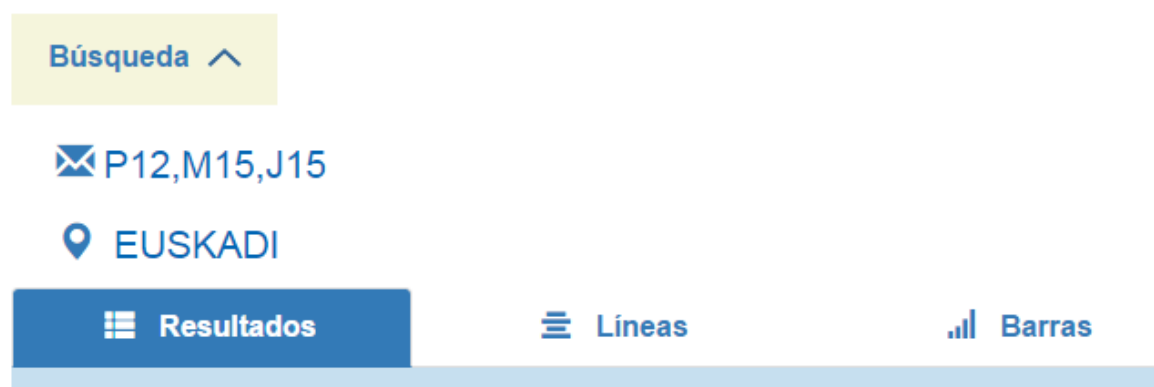 Búsqueda
P12,M15,J15
EUSKADI
Resultados Líneas Barras